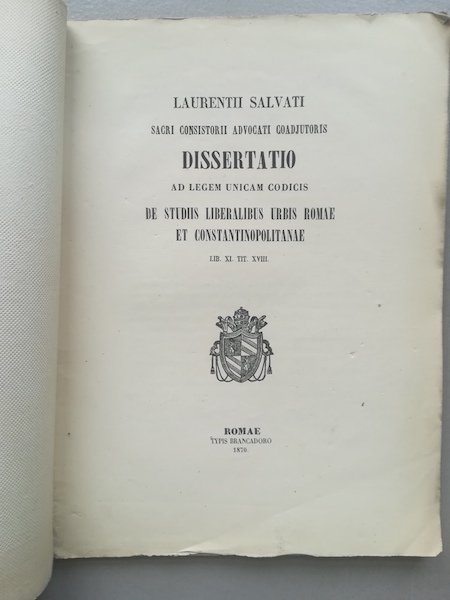 LAURENTII SALVATI
SACRI CONSISTORII ADVOCATI COADJUTORIS
DISSERTATIO
AD LEGEM UNICAM CODICIS
DE STUDIIS LIBERALIBUS URBIS ROMAE
ET CONSTANTINOPOLITANAE
LIB. XI. TIT. XVIII.
ROMAE
TYPIS BRANCADORO
1870.